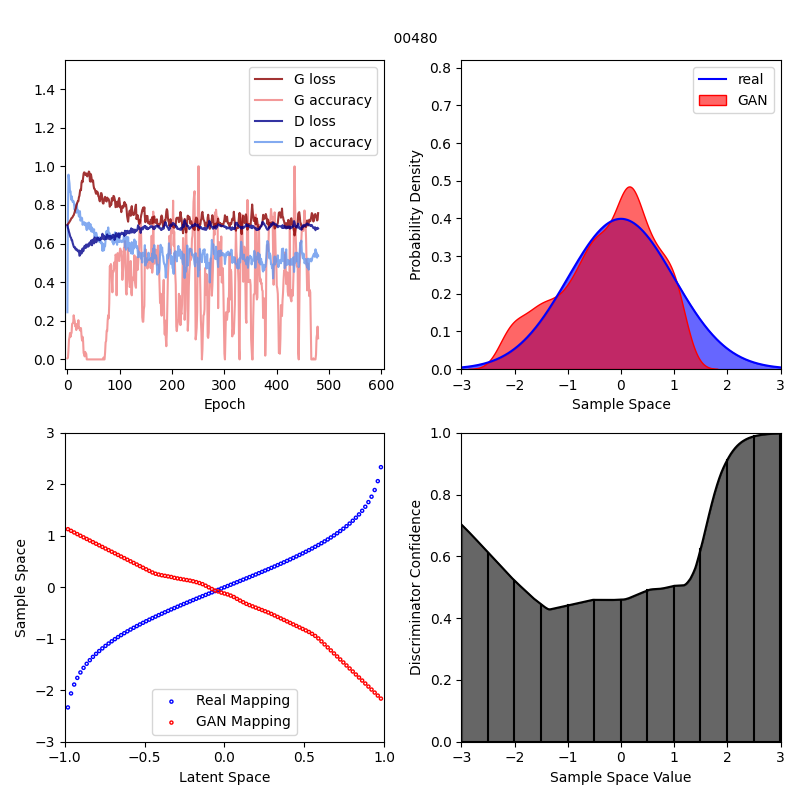 00480
1.4
1.2
1.0
0.8
0.6
0.4
0.2
0.0
G loss
G accuracy
D loss
D accuracy
0 100 200 300 400 500 600
Epoch
Probability Density
0.8
0.7
0.6
0.5
0.4
0.3
0.2
0.1
0.0
real
GAN
−3 −2 −1 0 1 2 3
Sample Space
Sample Space
3
2
1
0
−1
−2
−3
Real Mapping
GAN Mapping
−1.0 −0.5 0.0 0.5 1.0
Latent Space
Discriminator Confidence
1.0
0.8
0.6
0.4
0.2
0.0
−3 −2 −1 0 1 2 3
Sample Space Value